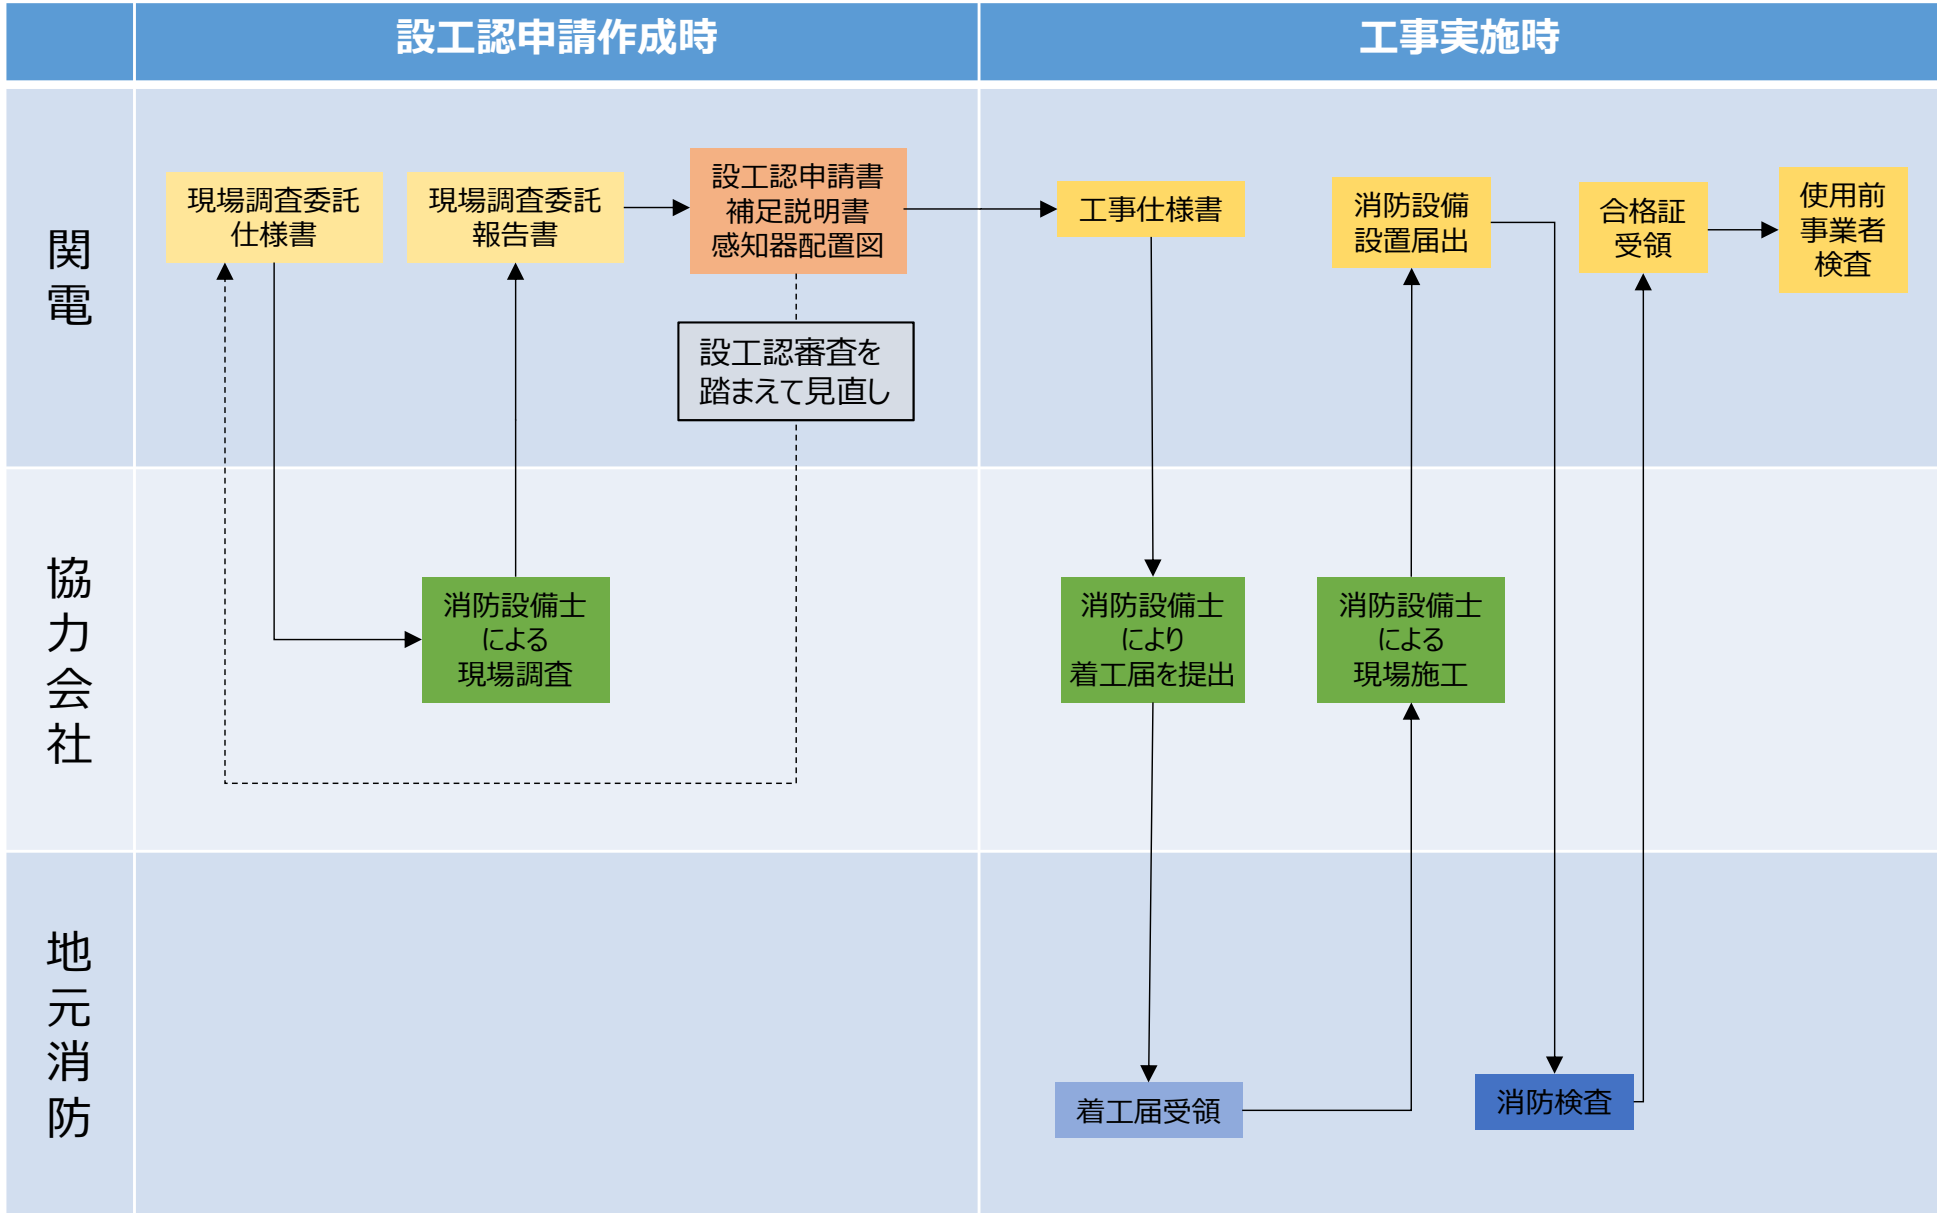 設工認申請作成時
工事実施時
関電
現場調査委託
仕様書
現場調査委託
報告書
設工認申請書
補足説明書
感知器配置図
設工認審査を
踏まえて見直し
工事仕様書
消防設備
設置届出
合格証
受領
使用前
事業者
検査
協力会社
消防設備士
による
現場調査
消防設備士
により
着工届を提出
消防設備士
による
現場施工
地元消防
着工届受領
消防検査